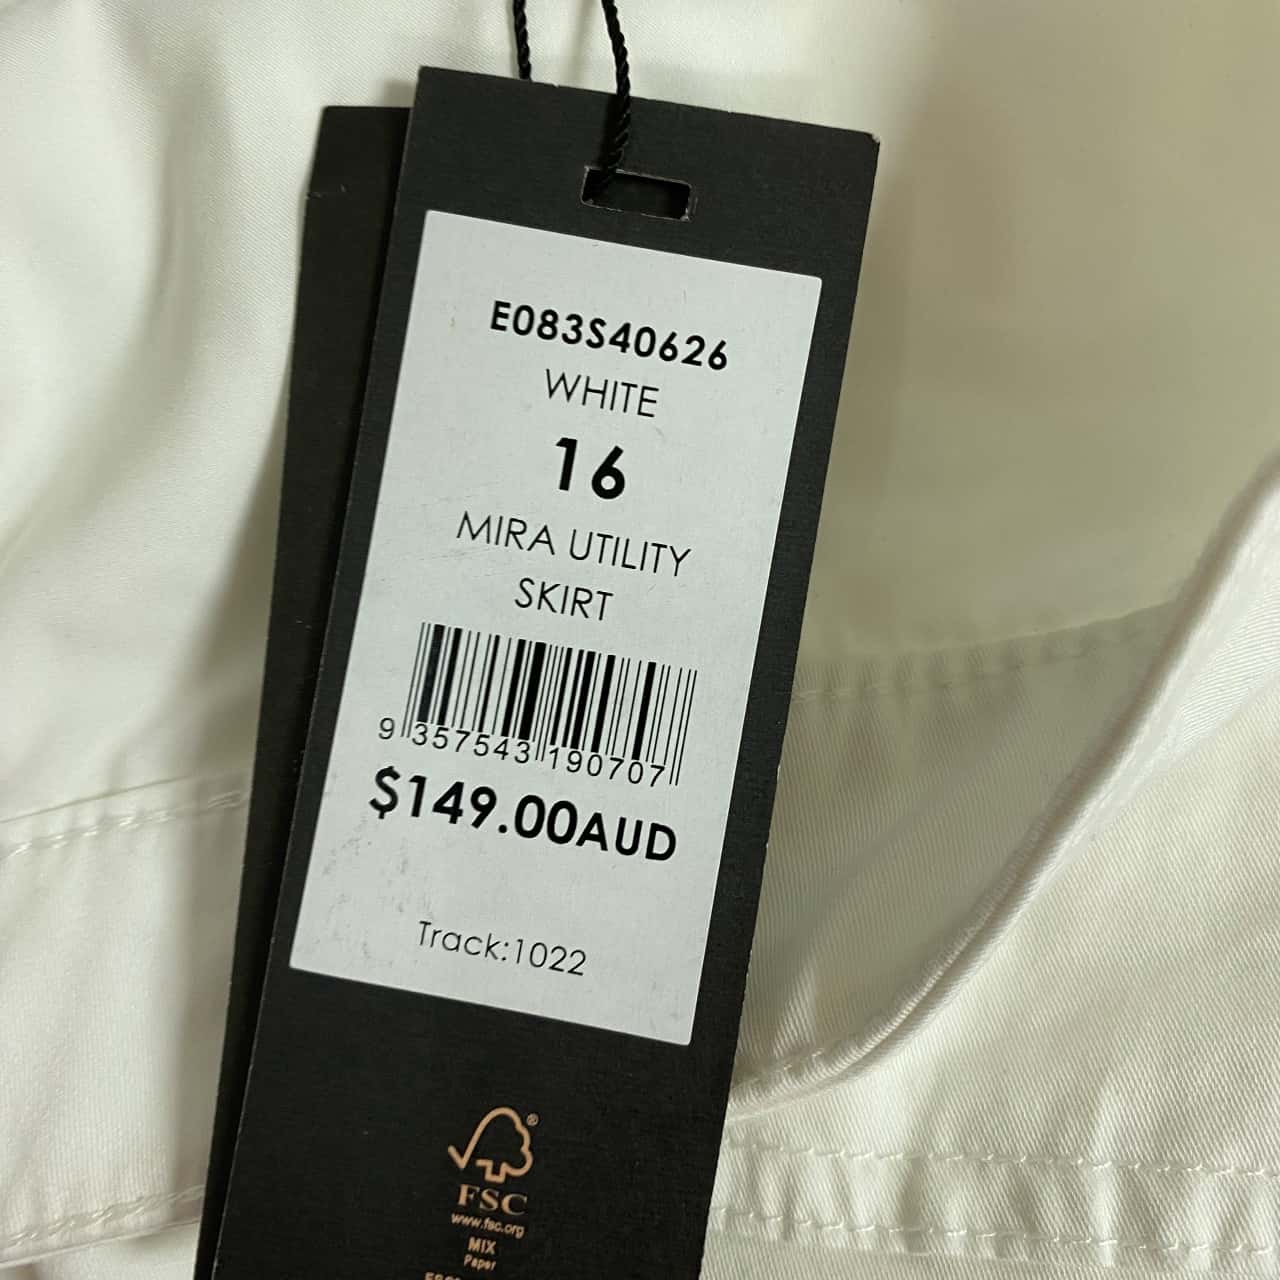 E083S40626
WHITE
16
MIRA UTILITY
SKIRT
9 357543 190707
$149.00AUD
Track:1022
®
FSC
www.fsc.org
MIX
Paper